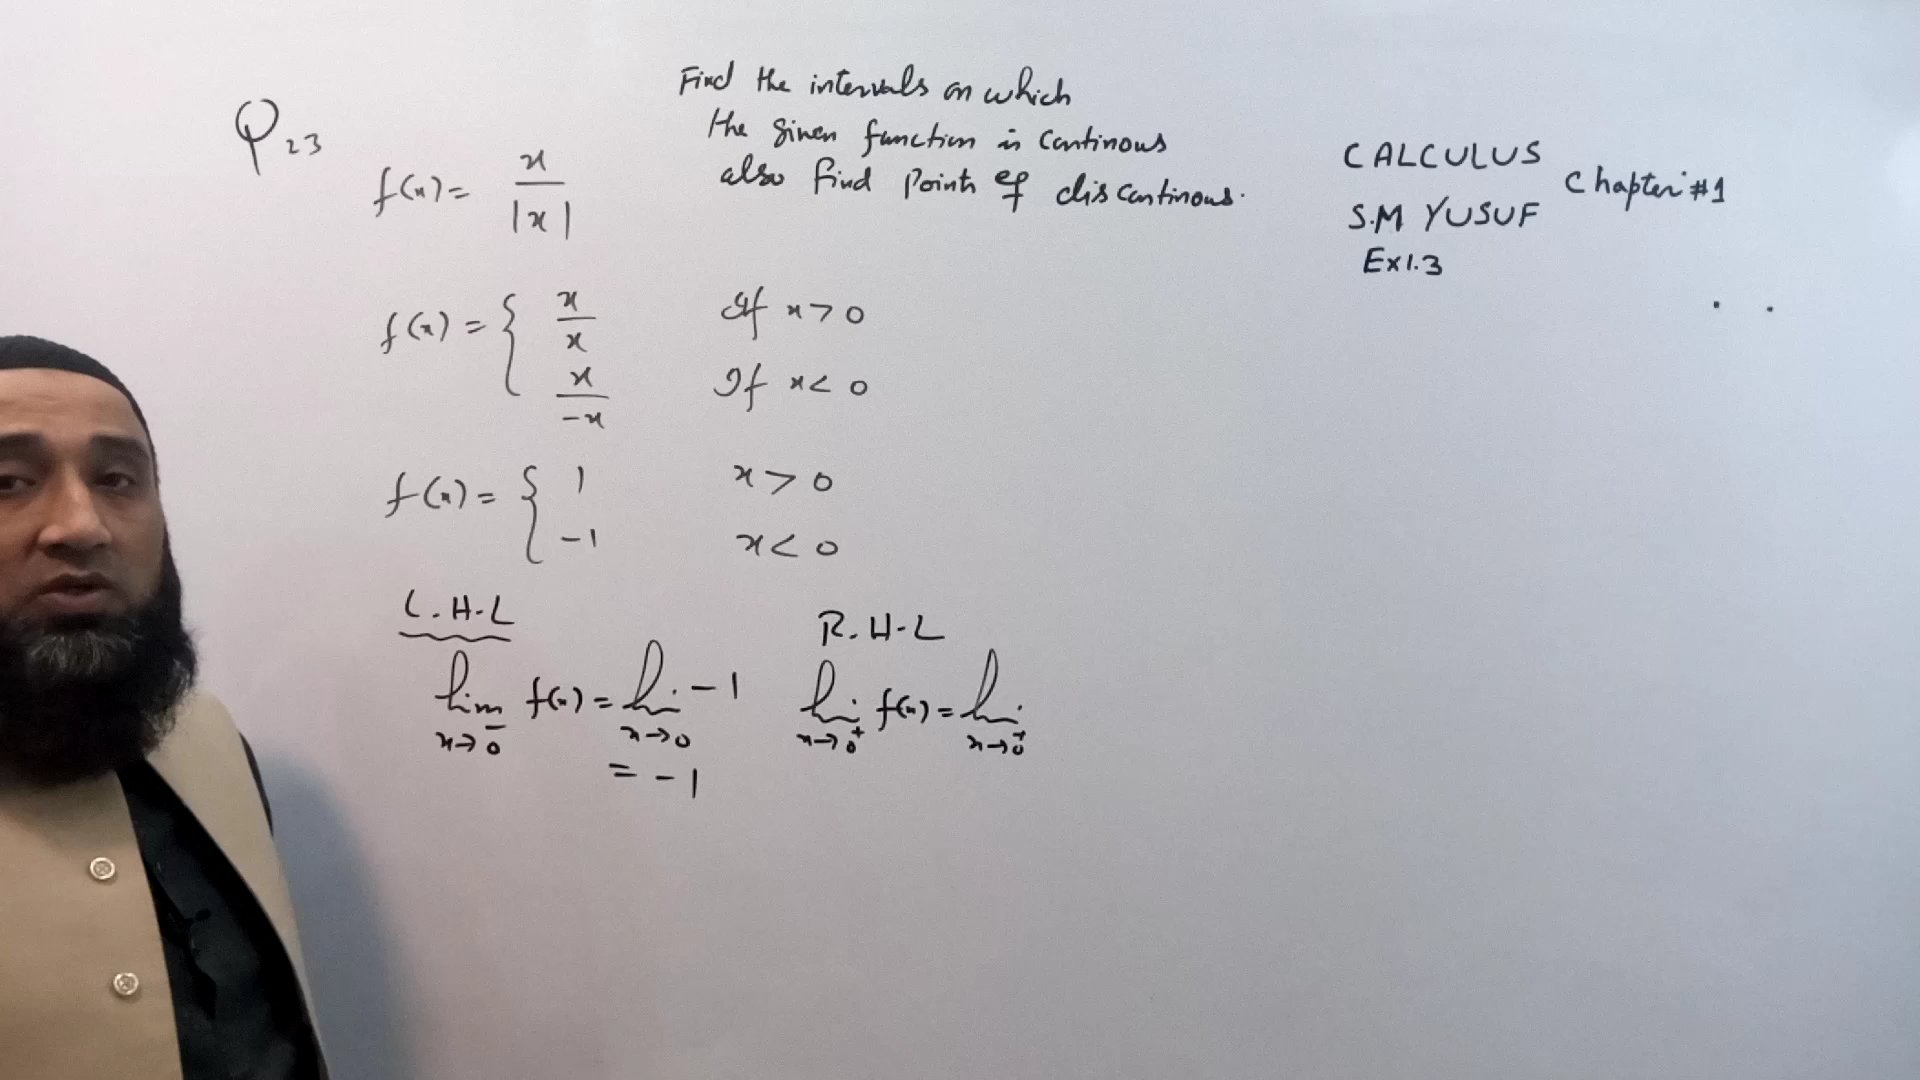 Q23
Find the intervals on which
the given function is continous
also find points of discontinous.
f(x) = x / |x|
CALCULUS
S.M YUSUF
Ex1.3
Chapter #1
f(x) = { x/x If x > 0
x/-x If x < 0
f(x) = { 1 x > 0
-1 x < 0
L.H.L
lim x→0⁻ f(x) = lim x→0 -1
= -1
R.H.L
lim x→0⁺ f(x) = lim x→0⁺